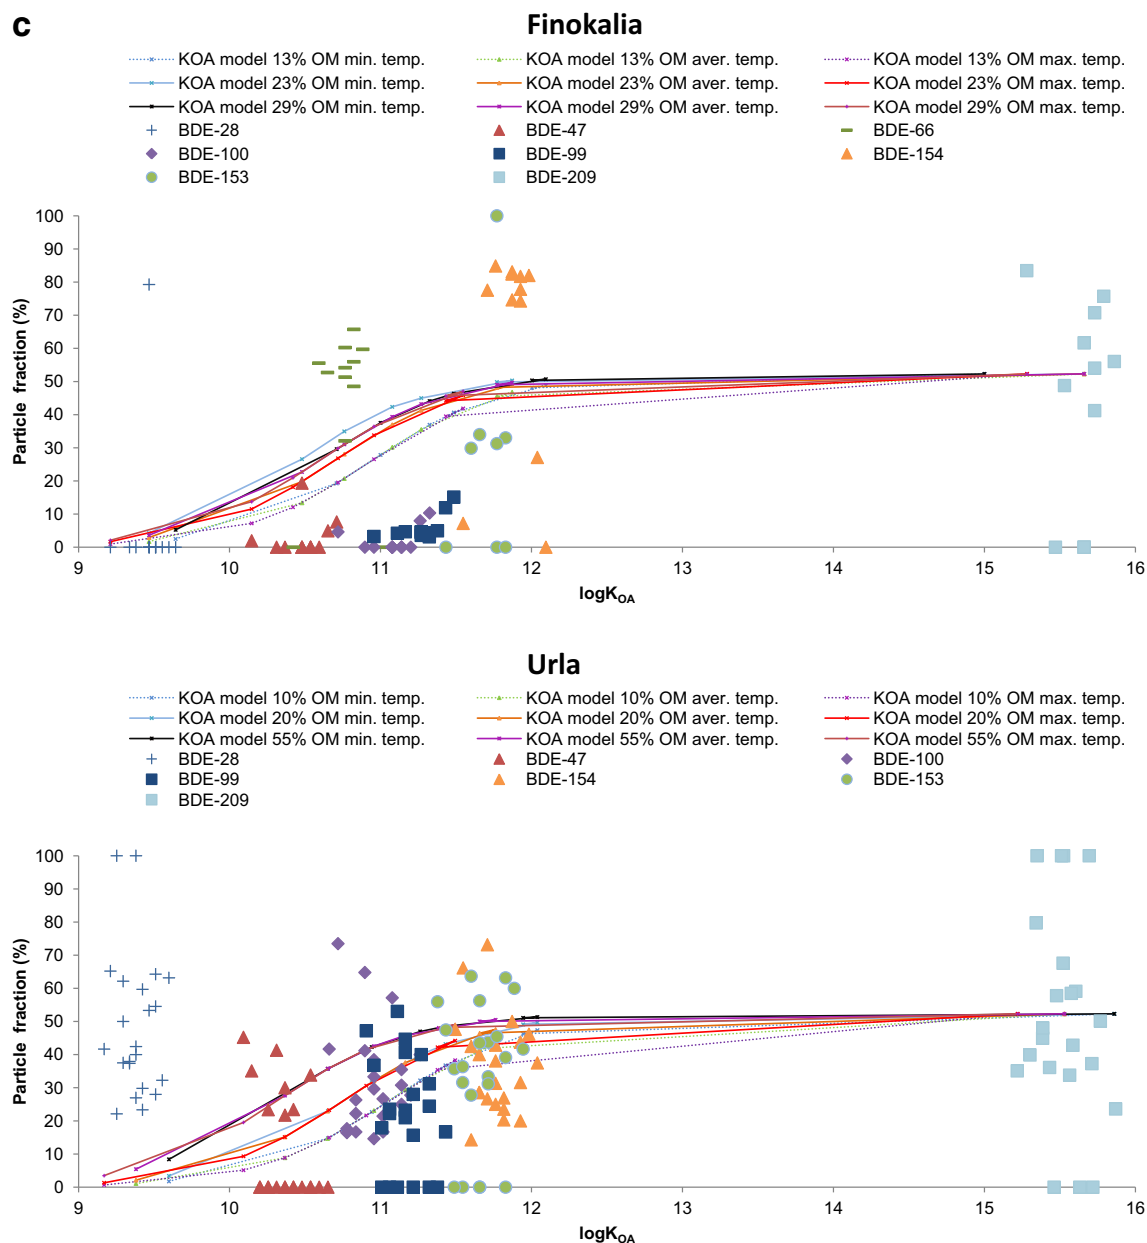 c
Finokalia
KOA model 13% OM min. temp. KOA model 13% OM aver. temp. KOA model 13% OM max. temp.
KOA model 23% OM min. temp. KOA model 23% OM aver. temp. KOA model 23% OM max. temp.
KOA model 29% OM min. temp. KOA model 29% OM aver. temp. KOA model 29% OM max. temp.
BDE-28 BDE-47 BDE-66
BDE-100 BDE-99 BDE-154
BDE-153 BDE-209
Particle fraction (%)
100
90
80
70
60
50
40
30
20
10
0
9 10 11 12 13 14 15 16
logKOA
Urla
KOA model 10% OM min. temp. KOA model 10% OM aver. temp. KOA model 10% OM max. temp.
KOA model 20% OM min. temp. KOA model 20% OM aver. temp. KOA model 20% OM max. temp.
KOA model 55% OM min. temp. KOA model 55% OM aver. temp. KOA model 55% OM max. temp.
BDE-28 BDE-47 BDE-100
BDE-99 BDE-154 BDE-153
BDE-209
Particle fraction (%)
100
90
80
70
60
50
40
30
20
10
0
9 10 11 12 13 14 15 16
logKOA